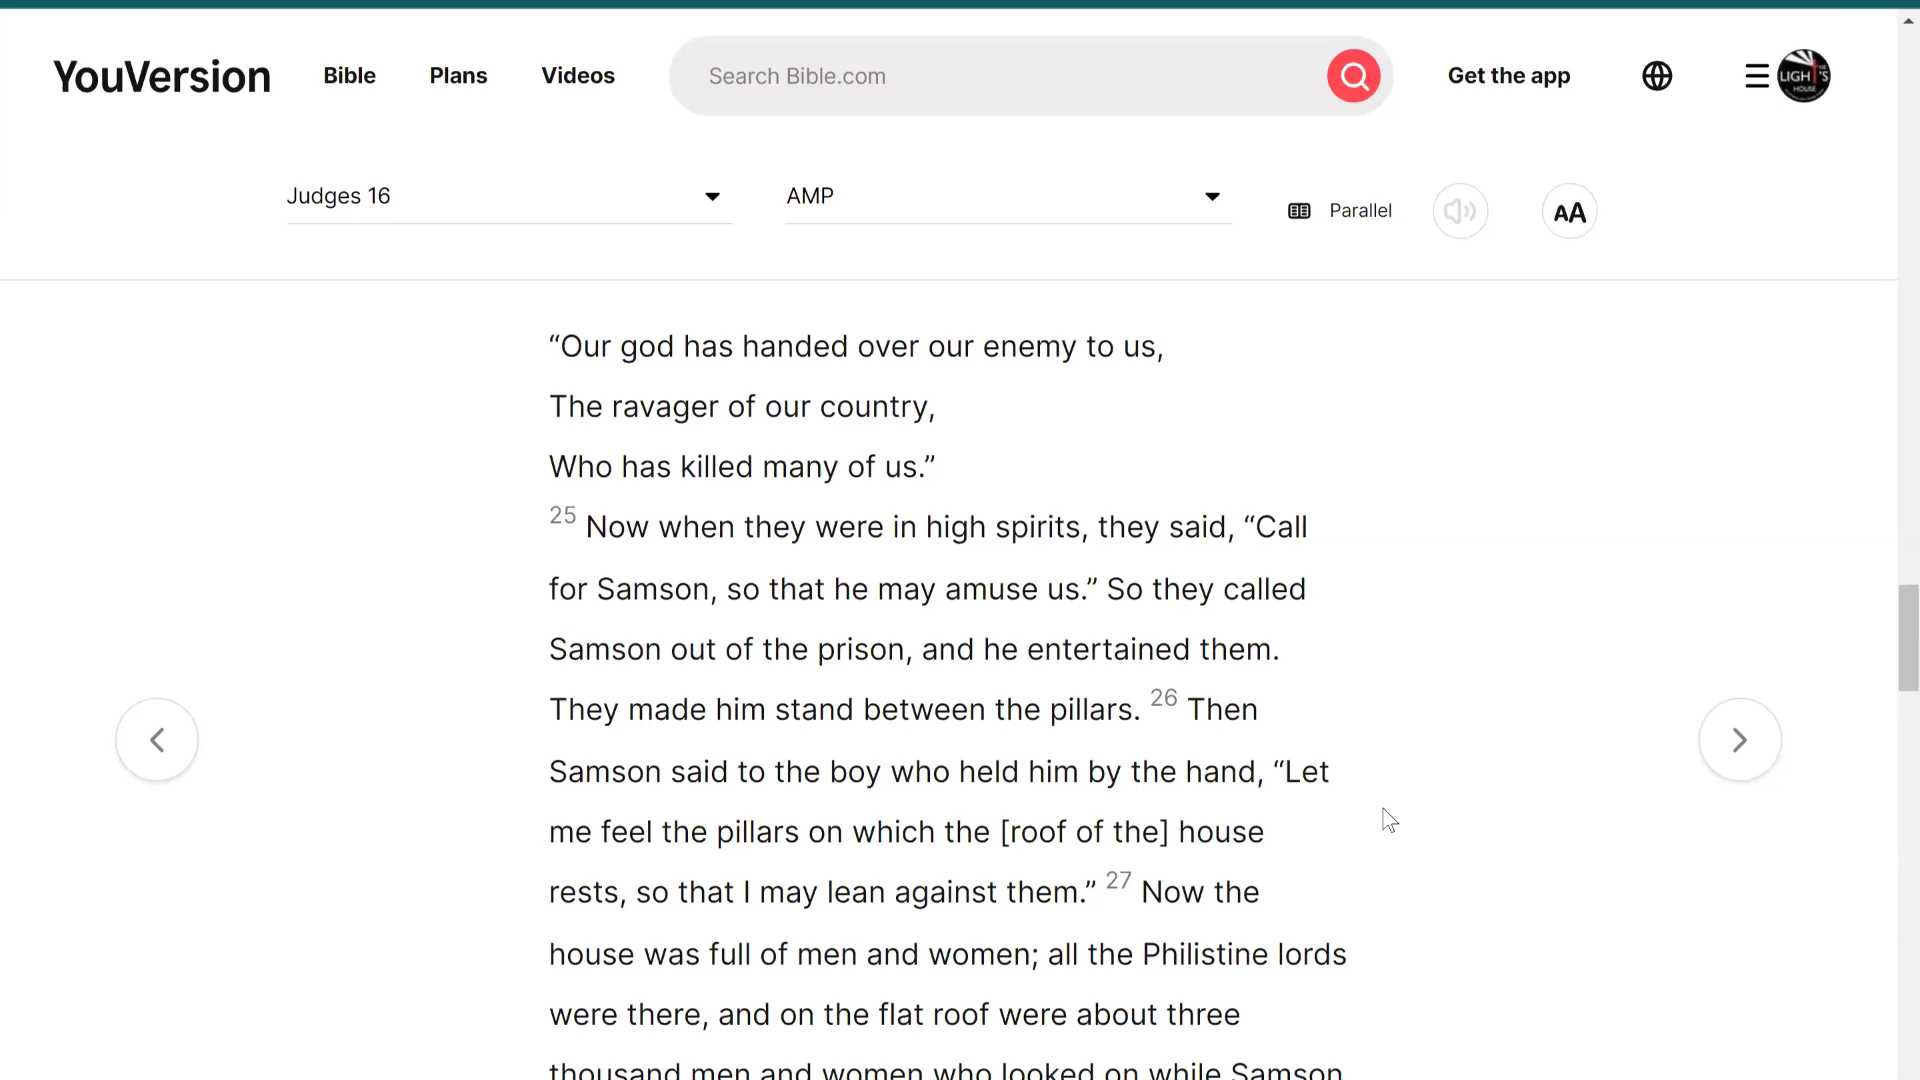 YouVersion Bible Plans Videos Search Bible.com Get the app LIGHT'S HOUSE
Judges 16 AMP Parallel AA
“Our god has handed over our enemy to us,
The ravager of our country,
Who has killed many of us.”
25 Now when they were in high spirits, they said, “Call
for Samson, so that he may amuse us.” So they called
Samson out of the prison, and he entertained them.
They made him stand between the pillars. 26 Then
Samson said to the boy who held him by the hand, “Let
me feel the pillars on which the [roof of the] house
rests, so that I may lean against them.” 27 Now the
house was full of men and women; all the Philistine lords
were there, and on the flat roof were about three
thousand men and women who looked on while Samson